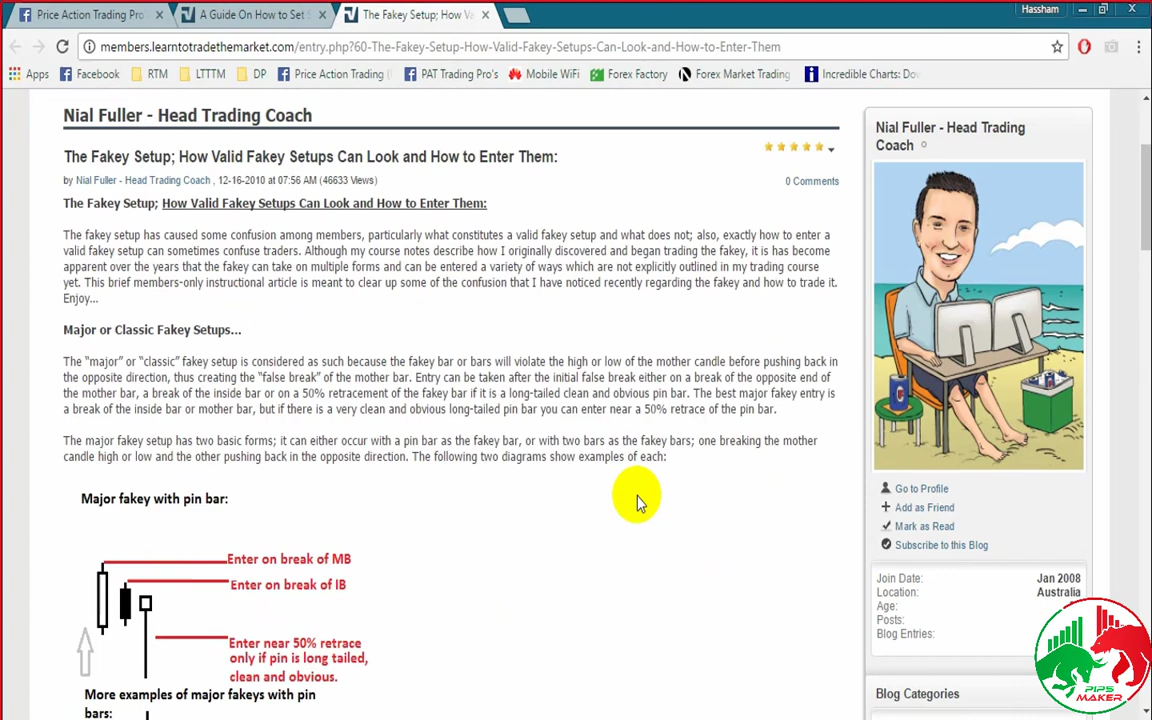 Hassham
Price Action Trading Pro
A Guide On How to Set
The Fakey Setup; How Va
members.learntotradethemarket.com/entry.php?60-The-Fakey-Setup-How-Valid-Fakey-Setups-Can-Look-and-How-to-Enter-Them
Apps Facebook RTM LTTTM DP Price Action Trading ( PAT Trading Pro's Mobile WiFi Forex Factory Forex Market Trading Incredible Charts: Do
Nial Fuller - Head Trading Coach
The Fakey Setup; How Valid Fakey Setups Can Look and How to Enter Them:
by Nial Fuller - Head Trading Coach , 12-16-2010 at 07:56 AM (46633 Views)
0 Comments
The Fakey Setup; How Valid Fakey Setups Can Look and How to Enter Them:
The fakey setup has caused some confusion among members, particularly what constitutes a valid fakey setup and what does not; also, exactly how to enter a
valid fakey setup can sometimes confuse traders. Although my course notes describe how I originally discovered and began trading the fakey, it is has become
apparent over the years that the fakey can take on multiple forms and can be entered a variety of ways which are not explicitly outlined in my trading course
yet. This brief members-only instructional article is meant to clear up some of the confusion that I have noticed recently regarding the fakey and how to trade it.
Enjoy...
Major or Classic Fakey Setups...
The “major” or “classic” fakey setup is considered as such because the fakey bar or bars will violate the high or low of the mother candle before pushing back in
the opposite direction, thus creating the “false break” of the mother bar. Entry can be taken after the initial false break either on a break of the opposite end of
the mother bar, a break of the inside bar or on a 50% retracement of the fakey bar if it is a long-tailed clean and obvious pin bar. The best major fakey entry is
a break of the inside bar or mother bar, but if there is a very clean and obvious long-tailed pin bar you can enter near a 50% retrace of the pin bar.
The major fakey setup has two basic forms; it can either occur with a pin bar as the fakey bar, or with two bars as the fakey bars; one breaking the mother
candle high or low and the other pushing back in the opposite direction. The following two diagrams show examples of each:
Major fakey with pin bar:
Enter on break of MB
Enter on break of IB
Enter near 50% retrace
only if pin is long tailed,
clean and obvious.
More examples of major fakeys with pin
bars:
Nial Fuller - Head Trading
Coach
Go to Profile
Add as Friend
Mark as Read
Subscribe to this Blog
Join Date: Jan 2008
Location: Australia
Age:
Posts:
Blog Entries:
Blog Categories
PIPS
MAKER